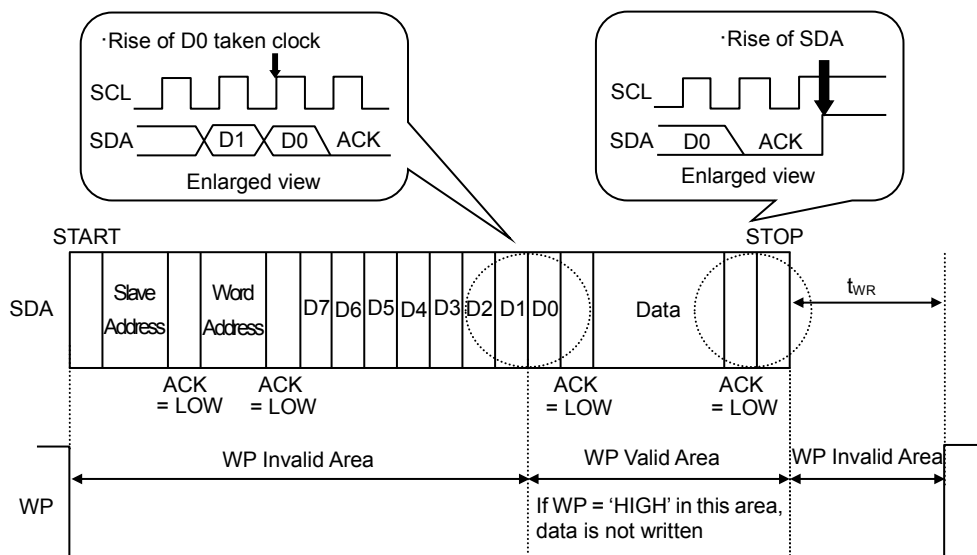 ·Rise of D0 taken clock
SCL
SDA
D1
D0
ACK
Enlarged view
·Rise of SDA
SCL
SDA
D0
ACK
Enlarged view
START
STOP
SDA
Slave
Address
Word
Address
D7
D6
D5
D4
D3
D2
D1
D0
Data
tWR
ACK
= LOW
ACK
= LOW
ACK
= LOW
ACK
= LOW
WP Invalid Area
WP Valid Area
WP Invalid Area
WP
If WP = ‘HIGH’ in this area,
data is not written